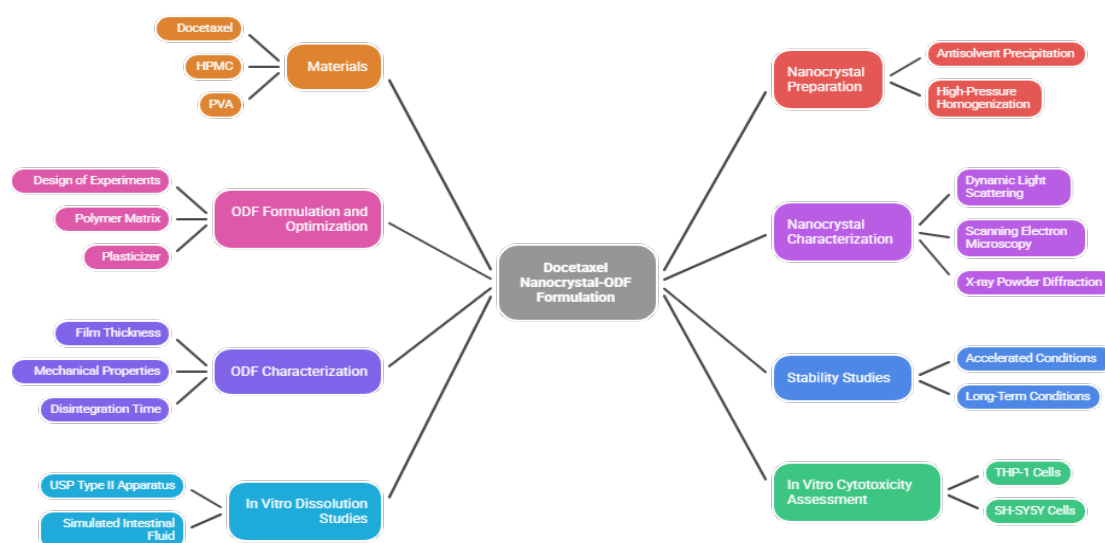 Docetaxel
HPMC
PVA
Materials
Design of Experiments
Polymer Matrix
Plasticizer
ODF Formulation and
Optimization
Film Thickness
Mechanical Properties
Disintegration Time
ODF Characterization
USP Type II Apparatus
Simulated Intestinal
Fluid
In Vitro Dissolution
Studies
Docetaxel
Nanocrystal-ODF
Formulation
Nanocrystal
Preparation
Antisolvent Precipitation
High-Pressure
Homogenization
Nanocrystal
Characterization
Dynamic Light
Scattering
Scanning Electron
Microscopy
X-ray Powder Diffraction
Stability Studies
Accelerated Conditions
Long-Term Conditions
In Vitro Cytotoxicity
Assessment
THP-1 Cells
SH-SY5Y Cells